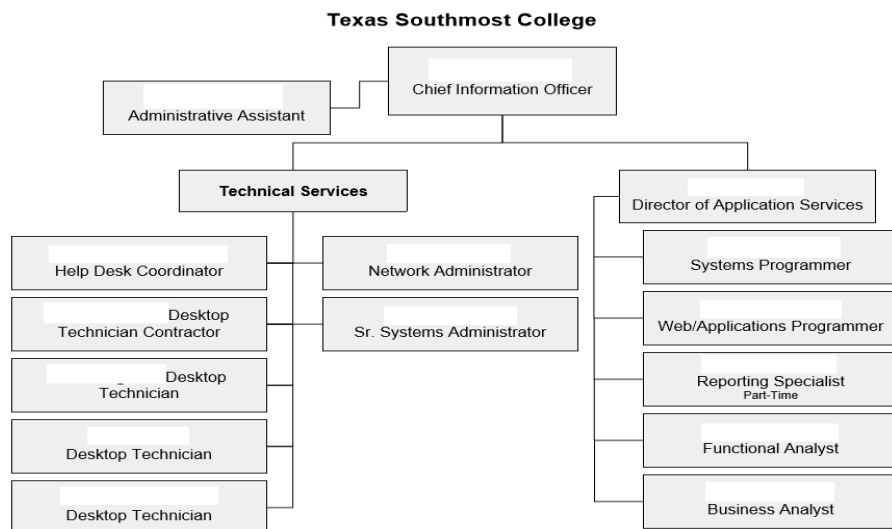 Texas Southmost College
Chief Information Officer
Administrative Assistant
Technical Services
Director of Application Services
Help Desk Coordinator
Network Administrator
Systems Programmer
Desktop
Technician Contractor
Sr. Systems Administrator
Web/Applications Programmer
Desktop
Technician
Reporting Specialist
Part-Time
Desktop Technician
Functional Analyst
Desktop Technician
Business Analyst